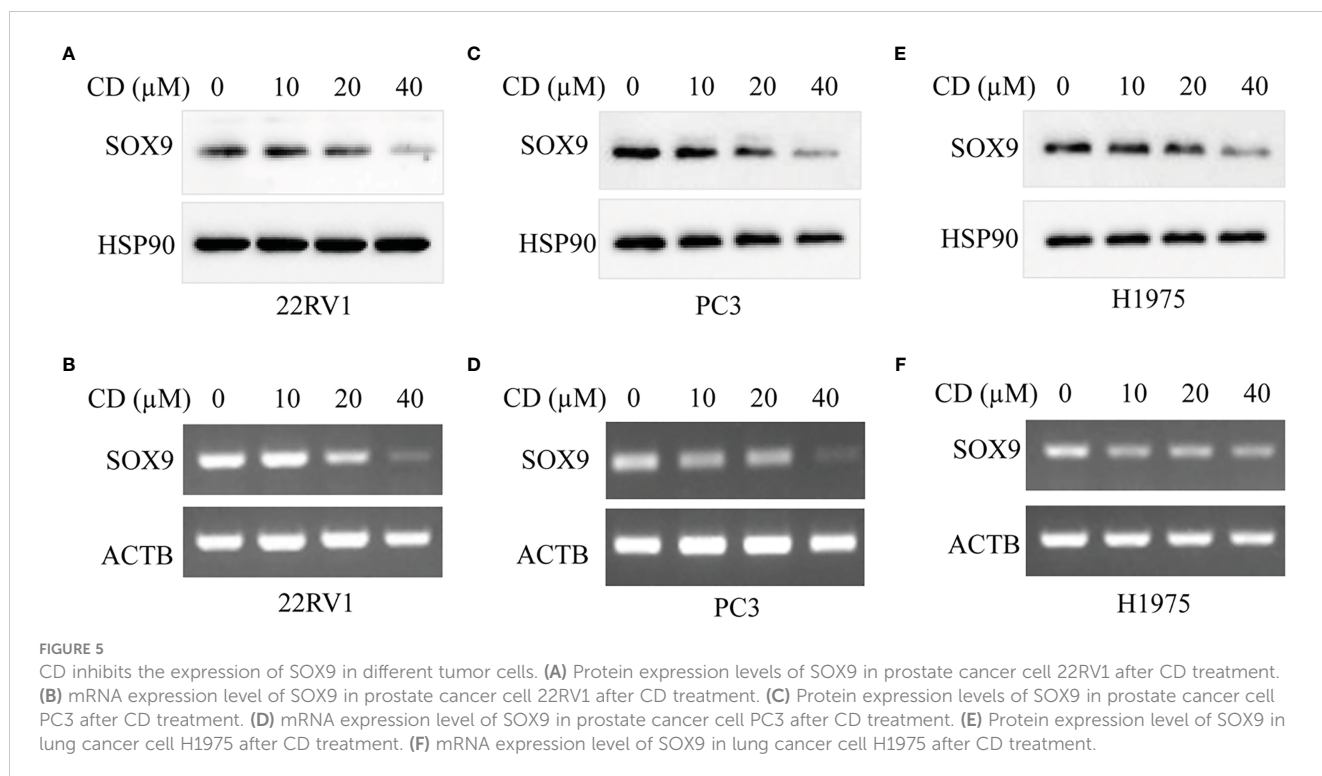 A
CD (µM) 0 10 20 40
SOX9
HSP90
22RV1
C
CD (µM) 0 10 20 40
SOX9
HSP90
PC3
E
CD (µM) 0 10 20 40
SOX9
HSP90
H1975
B
CD (µM) 0 10 20 40
SOX9
ACTB
22RV1
D
CD (µM) 0 10 20 40
SOX9
ACTB
PC3
F
CD (µM) 0 10 20 40
SOX9
ACTB
H1975
FIGURE 5
CD inhibits the expression of SOX9 in different tumor cells. (A) Protein expression levels of SOX9 in prostate cancer cell 22RV1 after CD treatment.
(B) mRNA expression level of SOX9 in prostate cancer cell 22RV1 after CD treatment. (C) Protein expression levels of SOX9 in prostate cancer cell
PC3 after CD treatment. (D) mRNA expression level of SOX9 in prostate cancer cell PC3 after CD treatment. (E) Protein expression level of SOX9 in
lung cancer cell H1975 after CD treatment. (F) mRNA expression level of SOX9 in lung cancer cell H1975 after CD treatment.